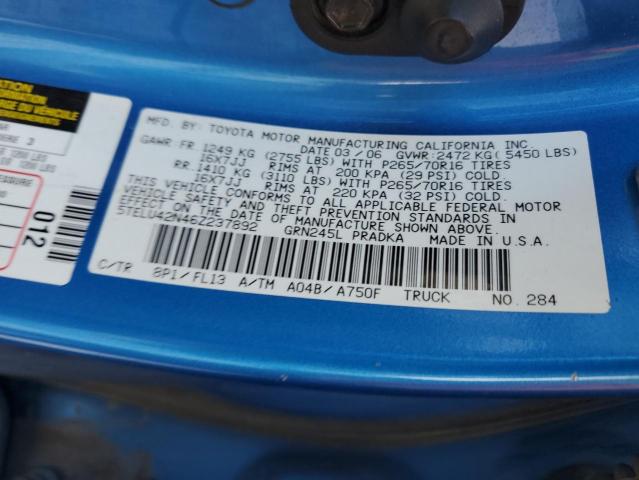 MFD. BY: TOYOTA MOTOR MANUFACTURING CALIFORNIA INC.
DATE 03/06 GVWR: 2472 KG ( 5450 LBS)
GAWR: FR. 1249 KG (2755 LBS) WITH P265/70R16 TIRES
16X7JJ RIMS AT 200 KPA (29 PSI) COLD.
RR. 1410 KG (3110 LBS) WITH P265/70R16 TIRES
16X7JJ RIMS AT 220 KPA (32 PSI) COLD.
THIS VEHICLE CONFORMS TO ALL APPLICABLE FEDERAL MOTOR
VEHICLE SAFETY AND THEFT PREVENTION STANDARDS IN
EFFECT ON THE DATE OF MANUFACTURE SHOWN ABOVE.
5TELU42N46Z237892 GRN245L PRADKA MADE IN U.S.A.
C/TR 8P1/FL13 A/TM A04B/A750F TRUCK NO. 284
012